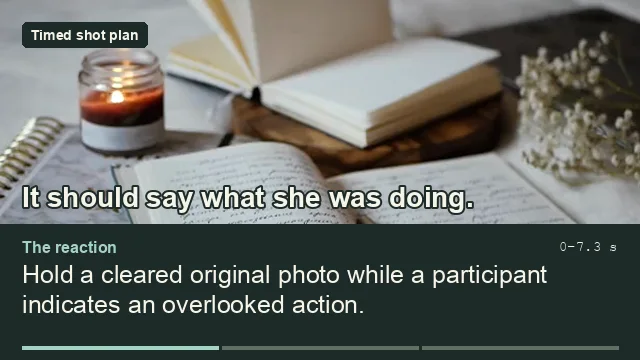 Timed shot plan
It should say what she was doing.
The reaction
0–7.3 s
Hold a cleared original photo while a participant
indicates an overlooked action.